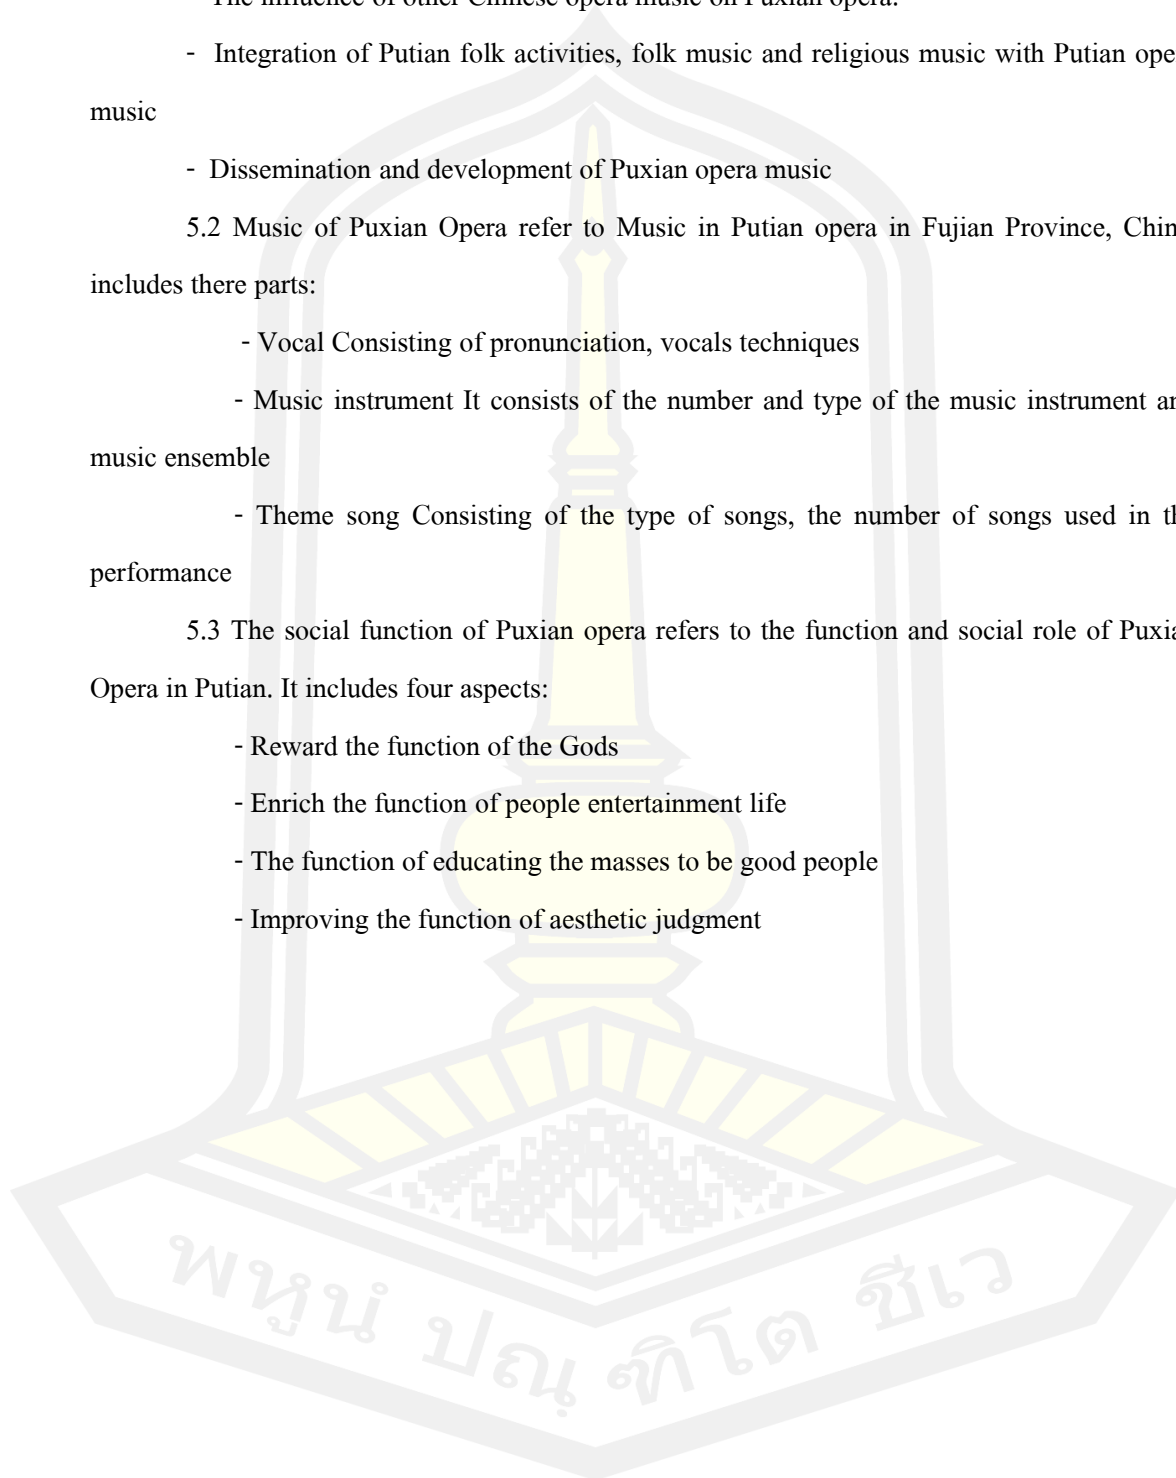 The influence of other Chinese opera music on Puxian opera.
- Integration of Putian folk activities, folk music and religious music with Putian ope
music
- Dissemination and development of Puxian opera music
5.2 Music of Puxian Opera refer to Music in Putian opera in Fujian Province, Chin
includes there parts:
- Vocal Consisting of pronunciation, vocals techniques
- Music instrument It consists of the number and type of the music instrument an
music ensemble
- Theme song Consisting of the type of songs, the number of songs used in th
performance
5.3 The social function of Puxian opera refers to the function and social role of Puxia
Opera in Putian. It includes four aspects:
- Reward the function of the Gods
- Enrich the function of people entertainment life
- The function of educating the masses to be good people
- Improving the function of aesthetic judgment
พหูนํ ปณฺฑิโต ชีเว